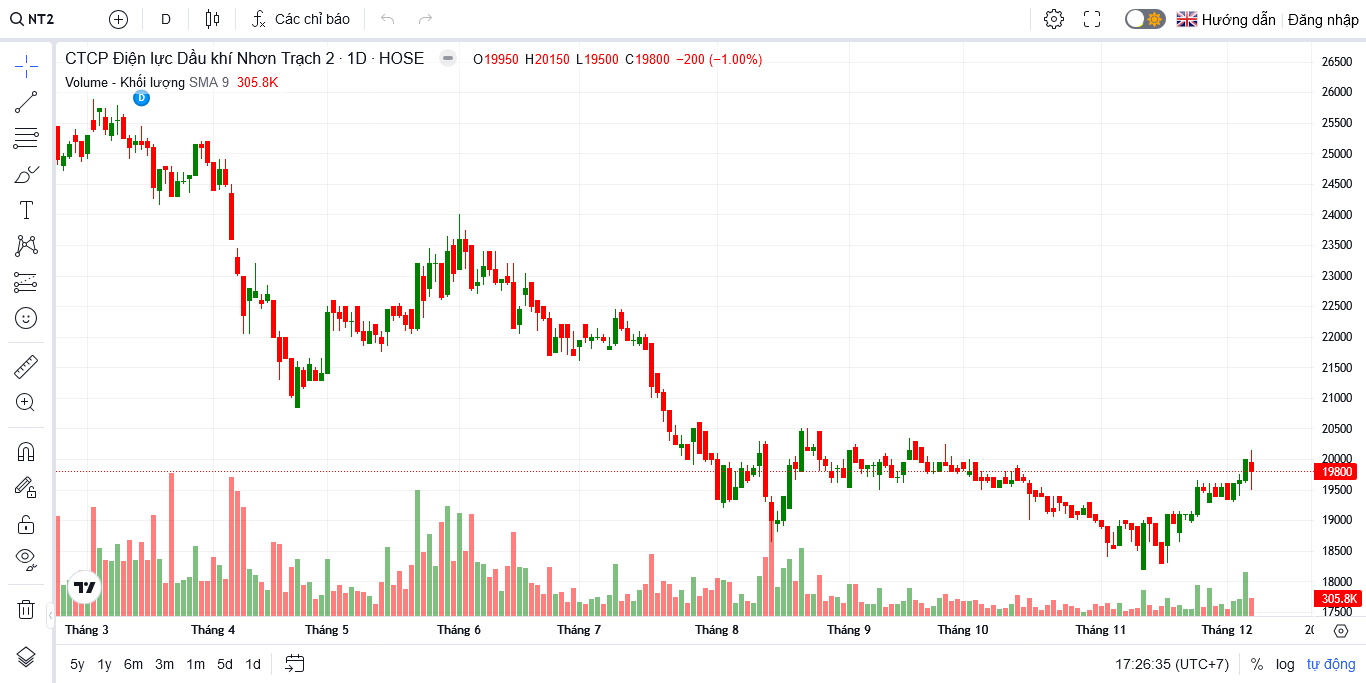 NT2 D Các chỉ báo Hướng dẫn Đăng nhập
CTCP Điện lực Dầu khí Nhơn Trạch 2 · 1D · HOSE O19950 H20150 L19500 C19800 −200 (−1.00%)
Volume - Khối lượng SMA 9 305.8K
D
26500
26000
25500
25000
24500
24000
23500
23000
22500
22000
21500
21000
20500
20000
19800
19500
19000
18500
18000
305.8K
17500
Tháng 3 Tháng 4 Tháng 5 Tháng 6 Tháng 7 Tháng 8 Tháng 9 Tháng 10 Tháng 11 Tháng 12
5y 1y 6m 3m 1m 5d 1d 17:26:35 (UTC+7) % log tự động